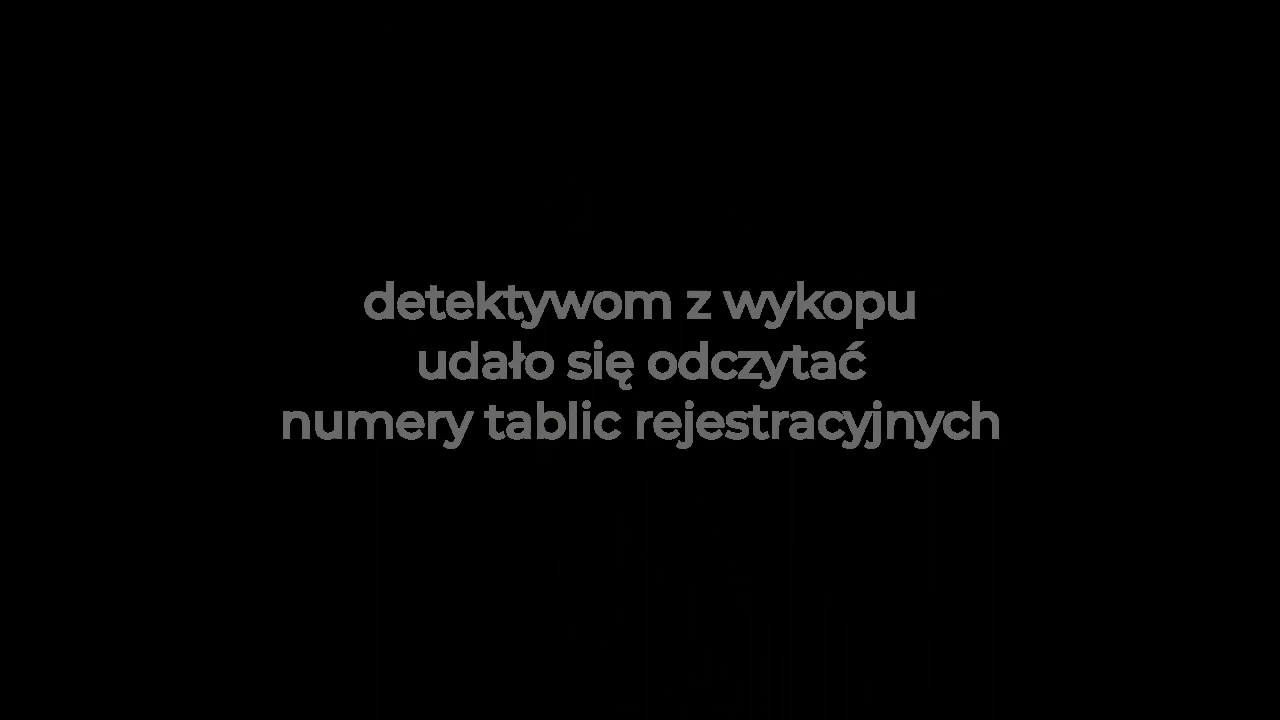 detektywom z wykopu
udało się odczytać
numery tablic rejestracyjnych